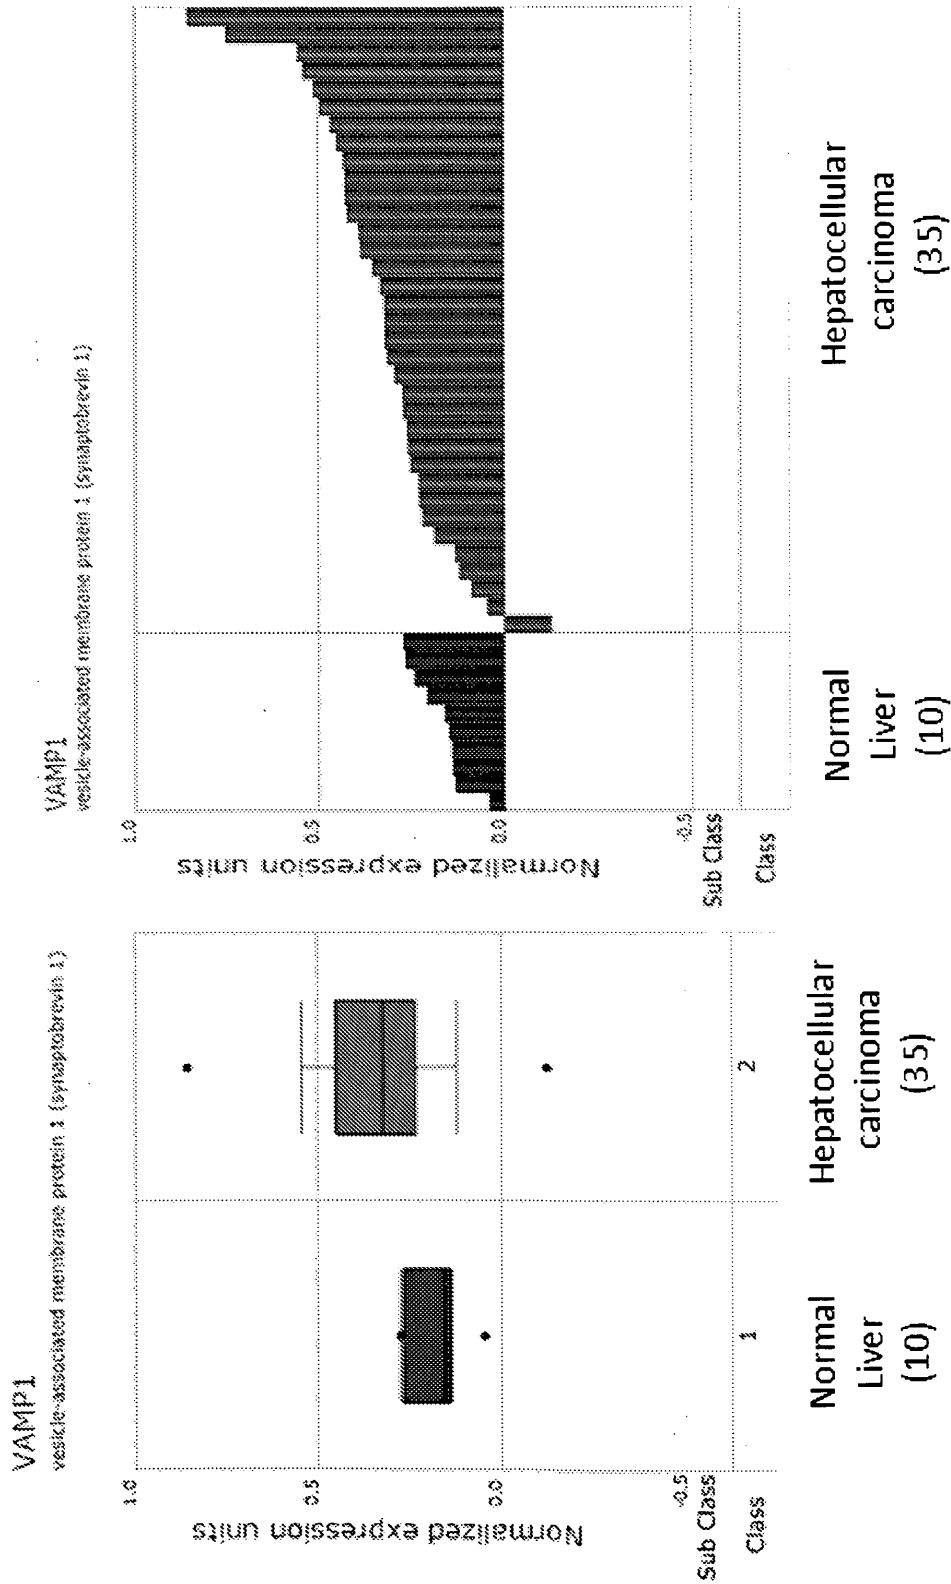 VAMP1
vesicle-associated membrane protein 1 (synaptobrevin 1)
Normalized expression units
1.0
0.5
0.0
-0.5
Sub Class
Class
1
2
Normal
Liver
(10)
Hepatocellular
carcinoma
(35)
VAMP1
vesicle-associated membrane protein 1 (synaptobrevin 1)
Normalized expression units
1.0
0.5
0.0
-0.5
Sub Class
Class
Normal
Liver
(10)
Hepatocellular
carcinoma
(35)